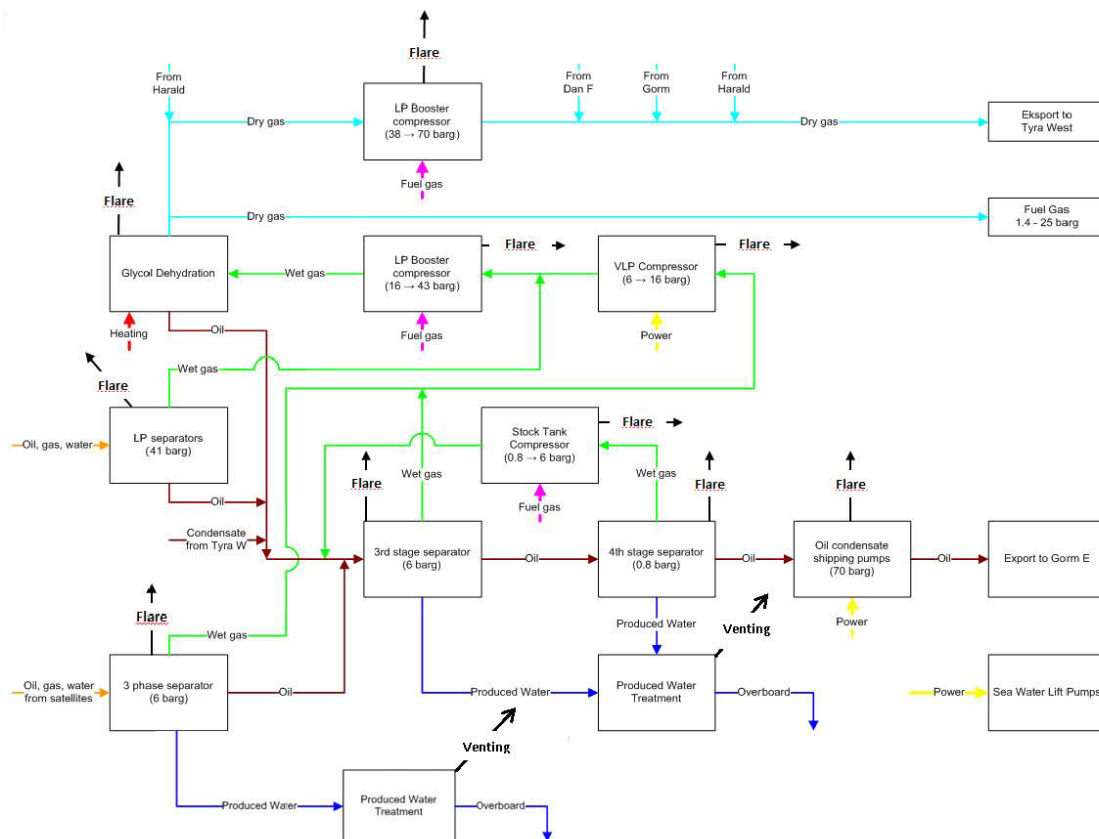 Flare
From
Harald
From
Dan F
From
Gorm
From
Harald
LP Booster
compressor
(38 → 70 barg)
Dry gas
Dry gas
Eksport to
Tyra West
Fuel gas
Flare
Dry gas
Fuel Gas
1.4 - 25 barg
Glycol Dehydration
Wet gas
LP Booster
compressor
(16 → 43 barg)
Flare
VLP Compressor
(6 → 16 barg)
Flare
Heating
Oil
Fuel gas
Power
Flare
Wet gas
Oil, gas, water
LP separators
(41 barg)
Stock Tank
Compressor
(0.8 → 6 barg)
Flare
Wet gas
Wet gas
Flare
Flare
Flare
Oil
Fuel gas
Condensate
from Tyra W
3rd stage separator
(6 barg)
Oil
4th stage separator
(0.8 barg)
Oil
Oil condensate
shipping pumps
(70 barg)
Oil
Export to Gorm E
Flare
Wet gas
Produced Water
Venting
Power
Oil, gas, water
from satellites
3 phase separator
(6 barg)
Oil
Produced Water
Produced Water
Treatment
Overboard
Power
Sea Water Lift Pumps
Venting
Produced Water
Produced Water
Treatment
Overboard